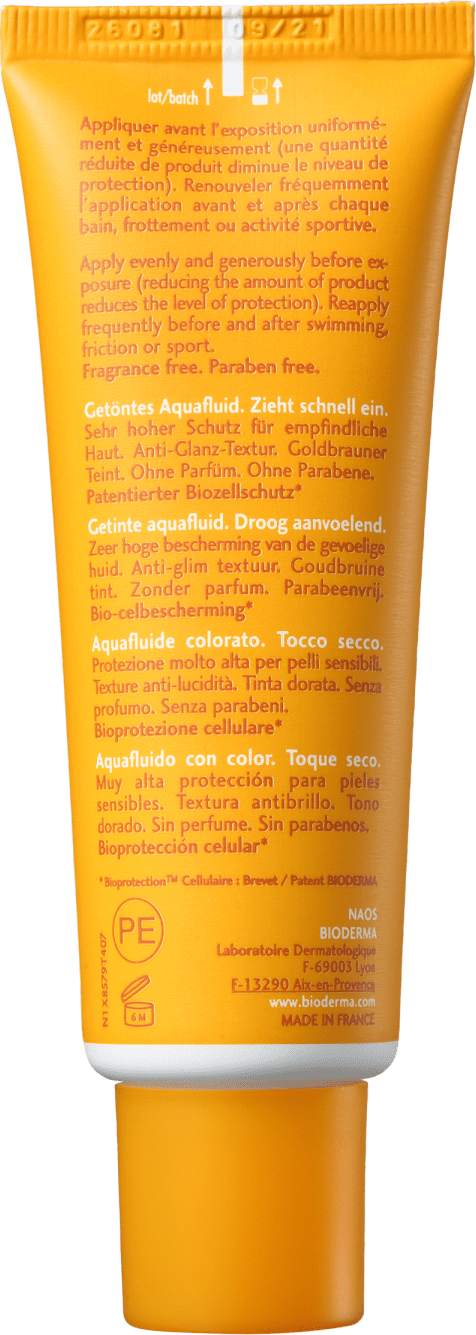 26081 09/21
lot/batch
Appliquer avant l'exposition uniformé-
ment et généreusement (une quantité
réduite de produit diminue le niveau de
protection). Renouveler fréquemment
l'application avant et après chaque
bain, frottement ou activité sportive.
Apply evenly and generously before ex-
posure (reducing the amount of product
reduces the level of protection). Reapply
frequently before and after swimming,
friction or sport.
Fragrance free. Paraben free.
Getöntes Aquafluid. Zieht schnell ein.
Sehr hoher Schutz für empfindliche
Haut. Anti-Glanz-Textur. Goldbrauner
Teint. Ohne Parfüm. Ohne Parabene.
Patentierter Biozellschutz*
Getinte aquafluid. Droog aanvoelend.
Zeer hoge bescherming van de gevoelige
huid. Anti-glim textuur. Goudbruine
tint. Zonder parfum. Parabeenvrij.
Bio-celbescherming*
Aquafluide colorato. Tocco secco.
Protezione molto alta per pelli sensibili.
Texture anti-lucidità. Tinta dorata. Senza
profumo. Senza parabeni.
Bioprotezione cellulare*
Aquafluido con color. Toque seco.
Muy alta protección para pieles
sensibles. Textura antibrillo. Tono
dorado. Sin perfume. Sin parabenos.
Bioprotección celular*
*Bioprotection™ Cellulaire : Brevet / Patent BIODERMA
NAOS
BIODERMA
Laboratoire Dermatologique
F-69003 Lyon
F-13290 Aix-en-Provence
www.bioderma.com
MADE IN FRANCE
PE
6M
N1X8579T407